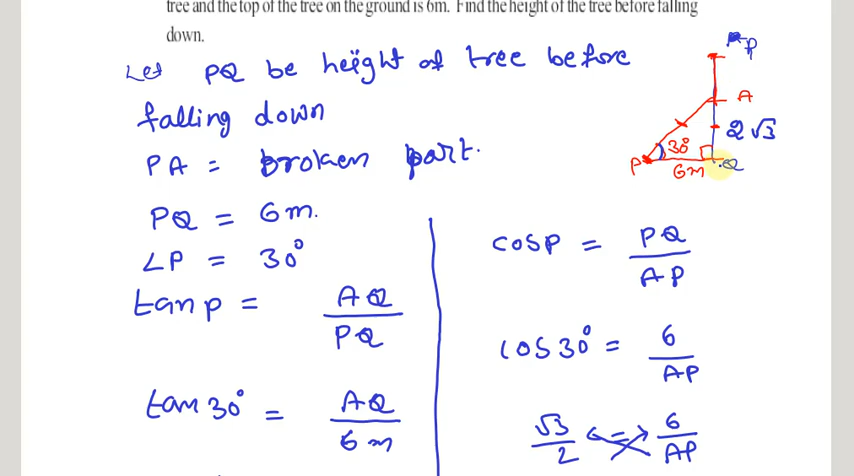 tree and the top of the tree on the ground is 6m. Find the height of the tree before falling
down.
Let PQ be height of tree before
falling down
PA = broken part.
PQ = 6m.
∠P = 30°
tan p = AQ / PQ
tan 30° = AQ / 6 m
cos P = PQ / AP
cos 30° = 6 / AP
√3 / 2 = 6 / AP
P
A
2√3
30°
P
6m
Q